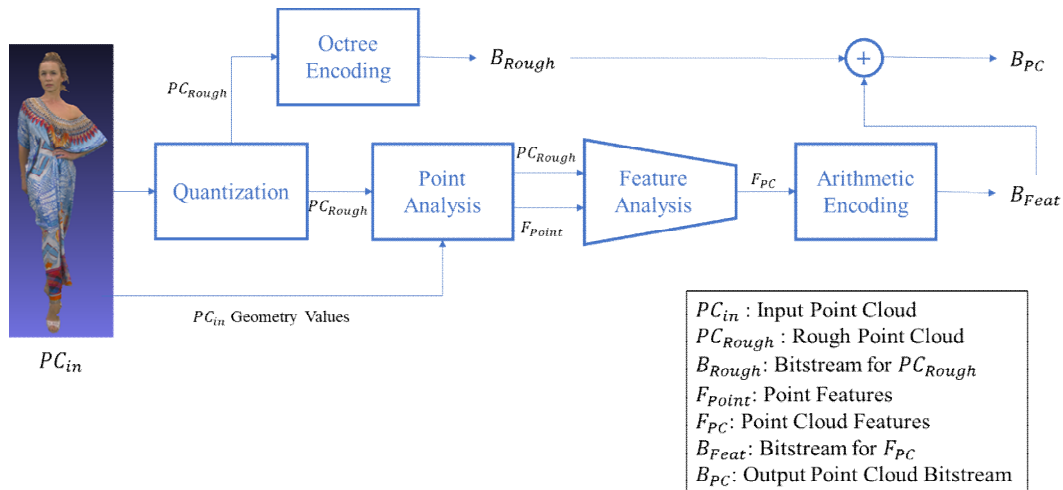 Octree
Encoding
B_Rough
+
B_PC
PC_Rough
Quantization
PC_Rough
Point
Analysis
PC_Rough
F_Point
Feature
Analysis
F_PC
Arithmetic
Encoding
B_Feat
PC_in Geometry Values
PC_in
PC_in : Input Point Cloud
PC_Rough : Rough Point Cloud
B_Rough: Bitstream for PC_Rough
F_Point: Point Features
F_PC: Point Cloud Features
B_Feat: Bitstream for F_PC
B_PC: Output Point Cloud Bitstream